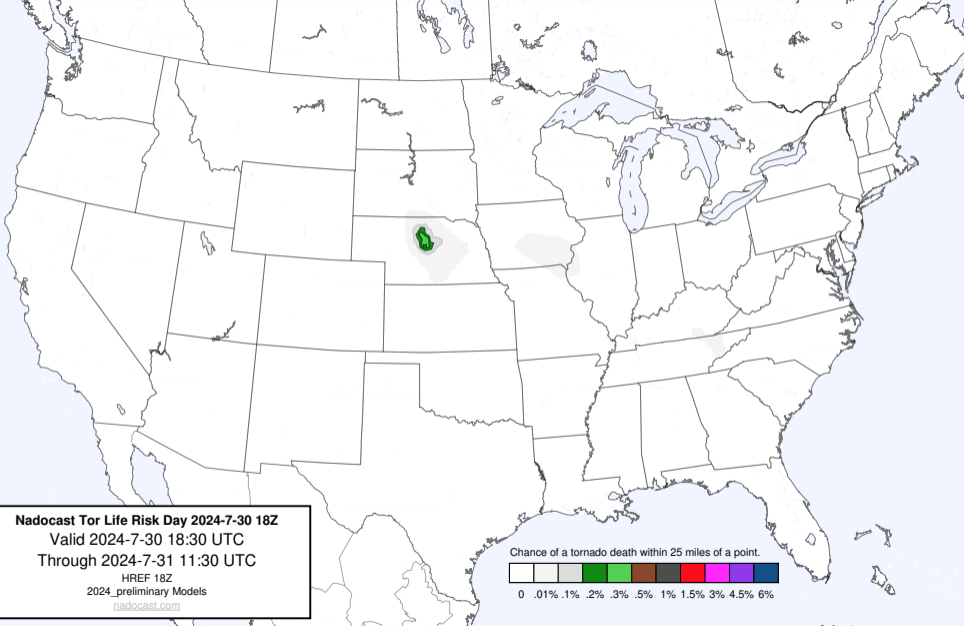 Nadocast Tor Life Risk Day 2024-7-30 18Z
Valid 2024-7-30 18:30 UTC
Through 2024-7-31 11:30 UTC
HREF 18Z
2024_preliminary Models
nadocast.com
Chance of a tornado death within 25 miles of a point.
0 .01% .1% .2% .3% .5% 1% 1.5% 3% 4.5% 6%